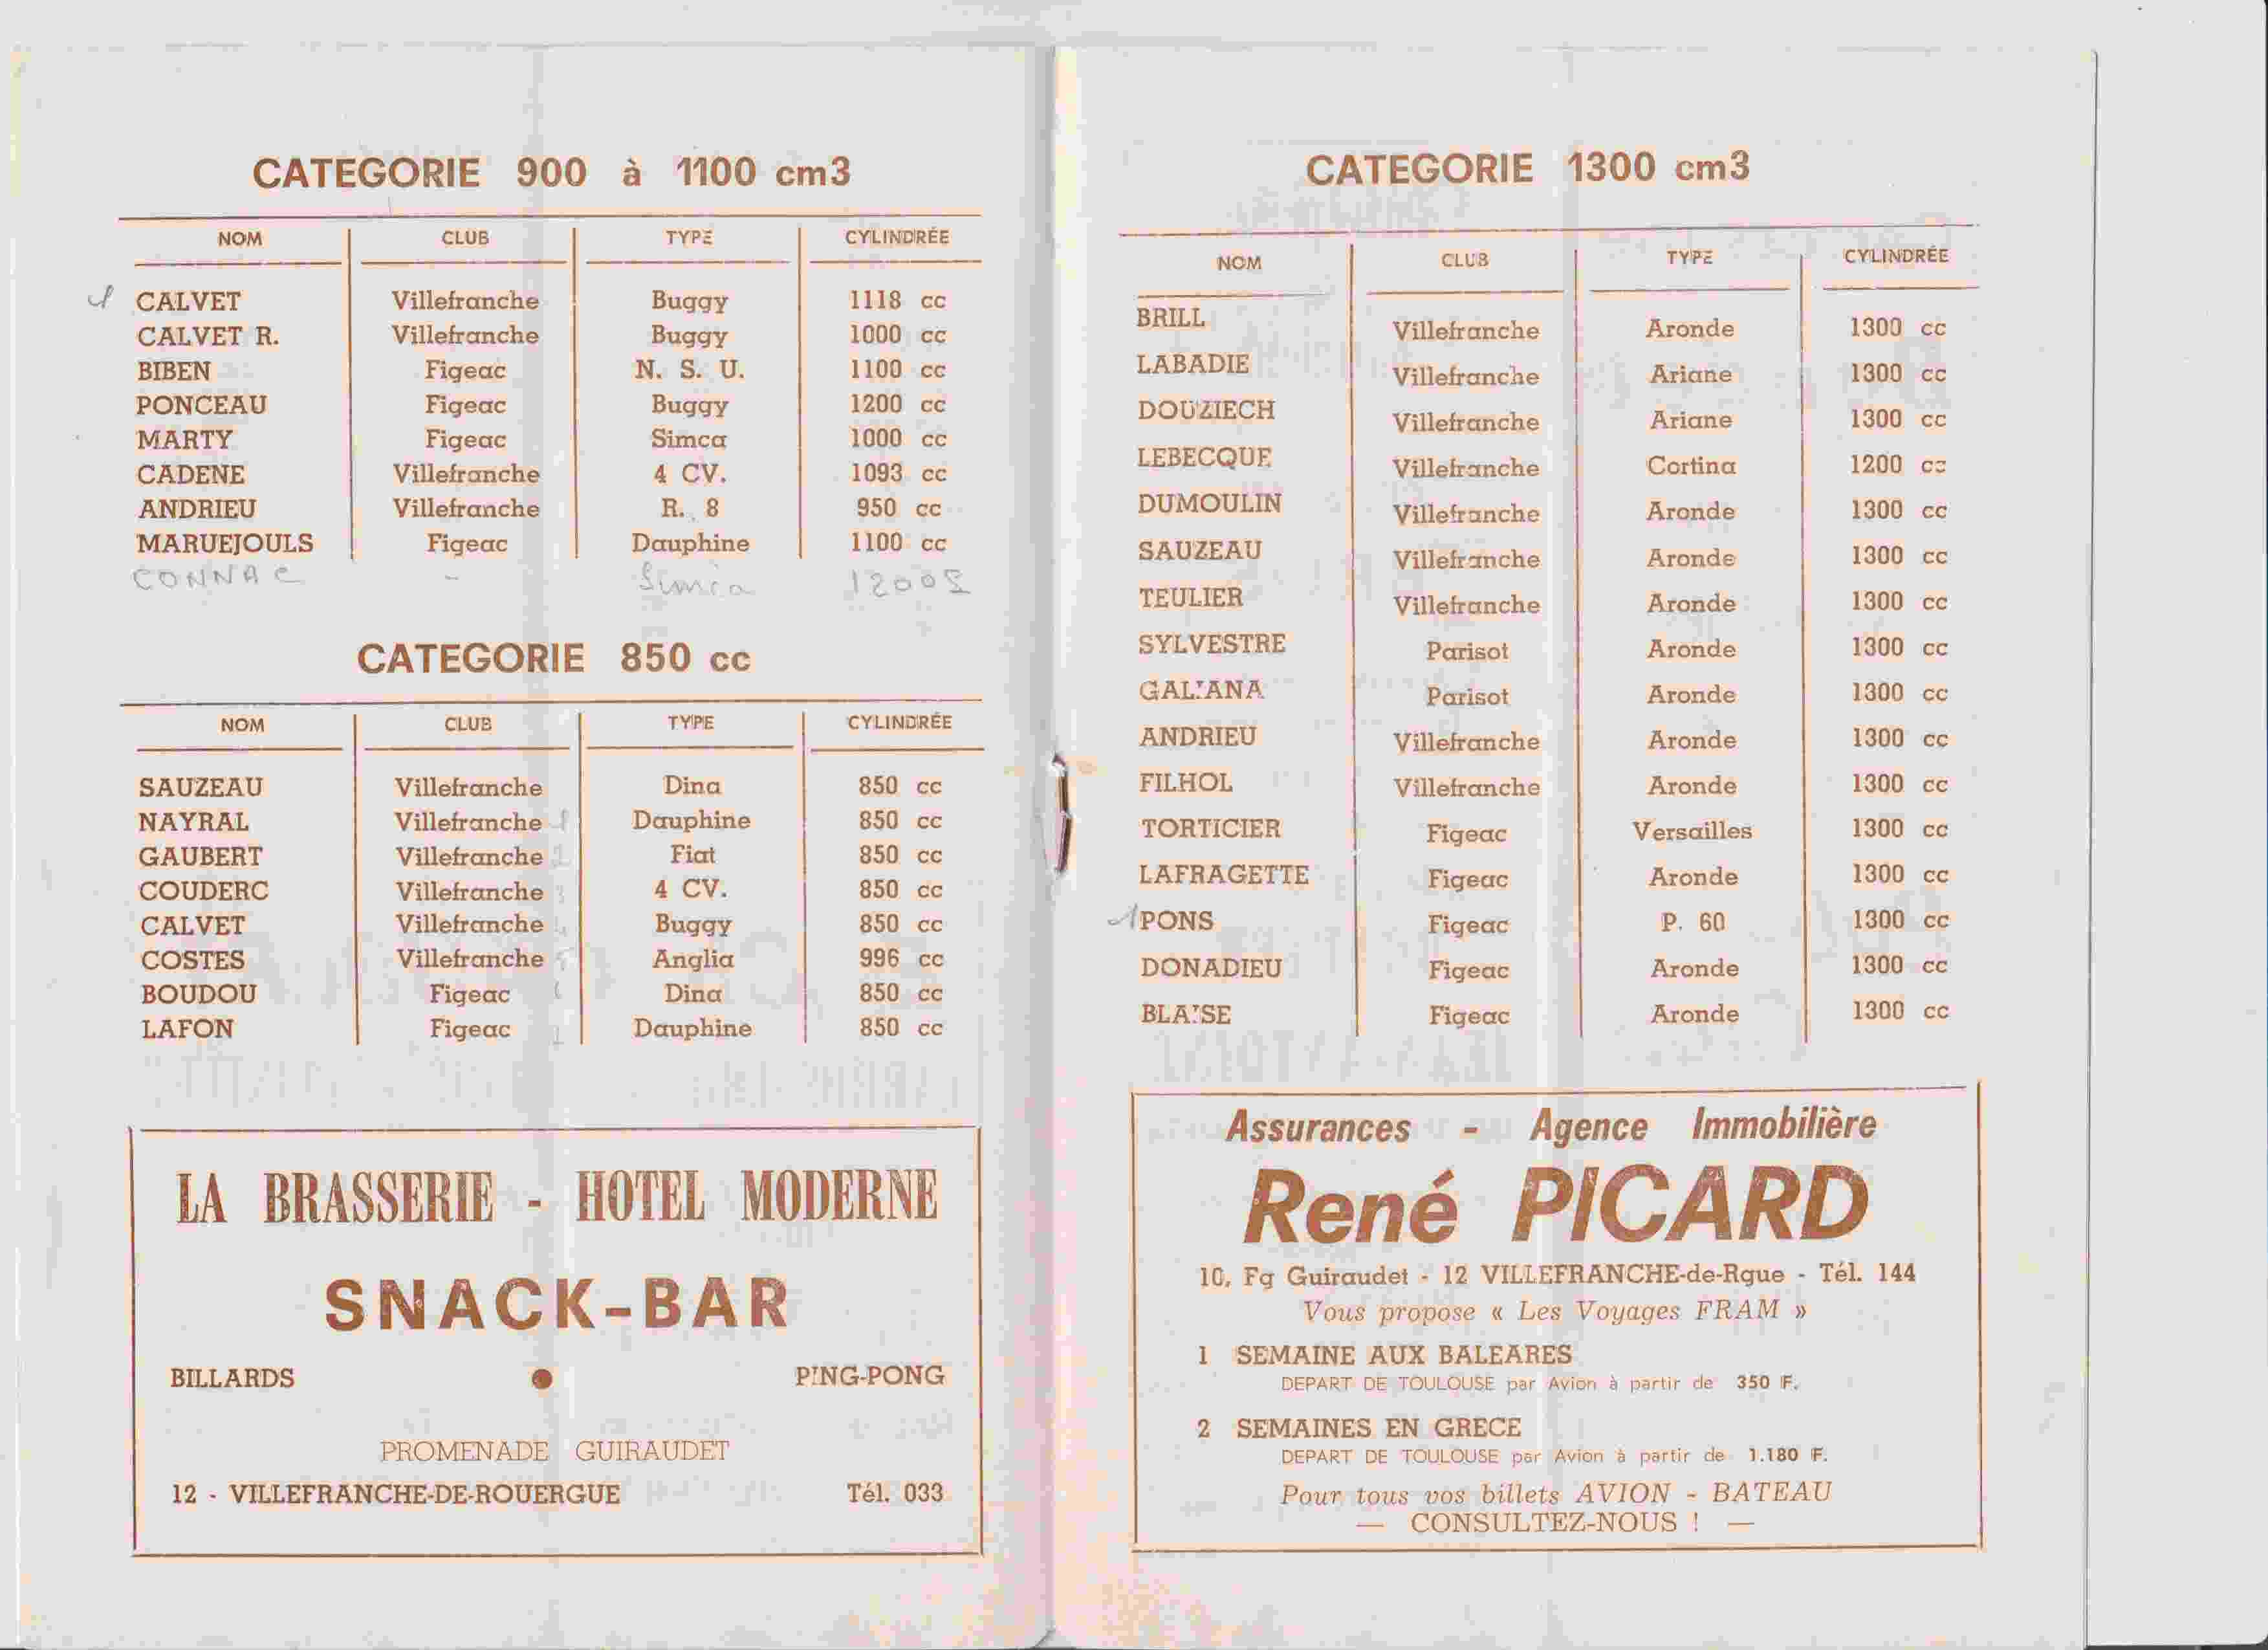 CATEGORIE 900 à 1100 cm3
NOM CLUB TYPE CYLINDRÉE
CALVET Villefranche Buggy 1118 cc
CALVET R. Villefranche Buggy 1000 cc
BIBEN Figeac N. S. U. 1100 cc
PONCEAU Figeac Buggy 1200 cc
MARTY Figeac Simca 1000 cc
CADENE Villefranche 4 CV. 1093 cc
ANDRIEU Villefranche R. 8 950 cc
MARUEJOULS Figeac Dauphine 1100 cc
CONNAC - Simca 1200S
CATEGORIE 850 cc
NOM CLUB TYPE CYLINDRÉE
SAUZEAU Villefranche Dina 850 cc
NAYRAL Villefranche Dauphine 850 cc
GAUBERT Villefranche Fiat 850 cc
COUDERC Villefranche 4 CV. 850 cc
CALVET Villefranche Buggy 850 cc
COSTES Villefranche Anglia 996 cc
BOUDOU Figeac Dina 850 cc
LAFON Figeac Dauphine 850 cc
LA BRASSERIE - HOTEL MODERNE
SNACK-BAR
BILLARDS ● PING-PONG
PROMENADE GUIRAUDET
12 - VILLEFRANCHE-DE-ROUERGUE Tél. 033
CATEGORIE 1300 cm3
NOM CLUB TYPE CYLINDRÉE
BRILL Villefranche Aronde 1300 cc
LABADIE Villefranche Ariane 1300 cc
DOUZIECH Villefranche Ariane 1300 cc
LEBECQUE Villefranche Cortina 1200 cc
DUMOULIN Villefranche Aronde 1300 cc
SAUZEAU Villefranche Aronde 1300 cc
TEULIER Villefranche Aronde 1300 cc
SYLVESTRE Parisot Aronde 1300 cc
GALIANA Parisot Aronde 1300 cc
ANDRIEU Villefranche Aronde 1300 cc
FILHOL Villefranche Aronde 1300 cc
TORTICIER Figeac Versailles 1300 cc
LAFRAGETTE Figeac Aronde 1300 cc
PONS Figeac P. 60 1300 cc
DONADIEU Figeac Aronde 1300 cc
BLAISE Figeac Aronde 1300 cc
Assurances - Agence Immobilière
René PICARD
10, Fg Guiraudet - 12 VILLEFRANCHE-de-Rgue - Tél. 144
Vous propose « Les Voyages FRAM »
1 SEMAINE AUX BALEARES
DEPART DE TOULOUSE par Avion à partir de 350 F.
2 SEMAINES EN GRECE
DEPART DE TOULOUSE par Avion à partir de 1.180 F.
Pour tous vos billets AVION - BATEAU
— CONSULTEZ-NOUS ! —